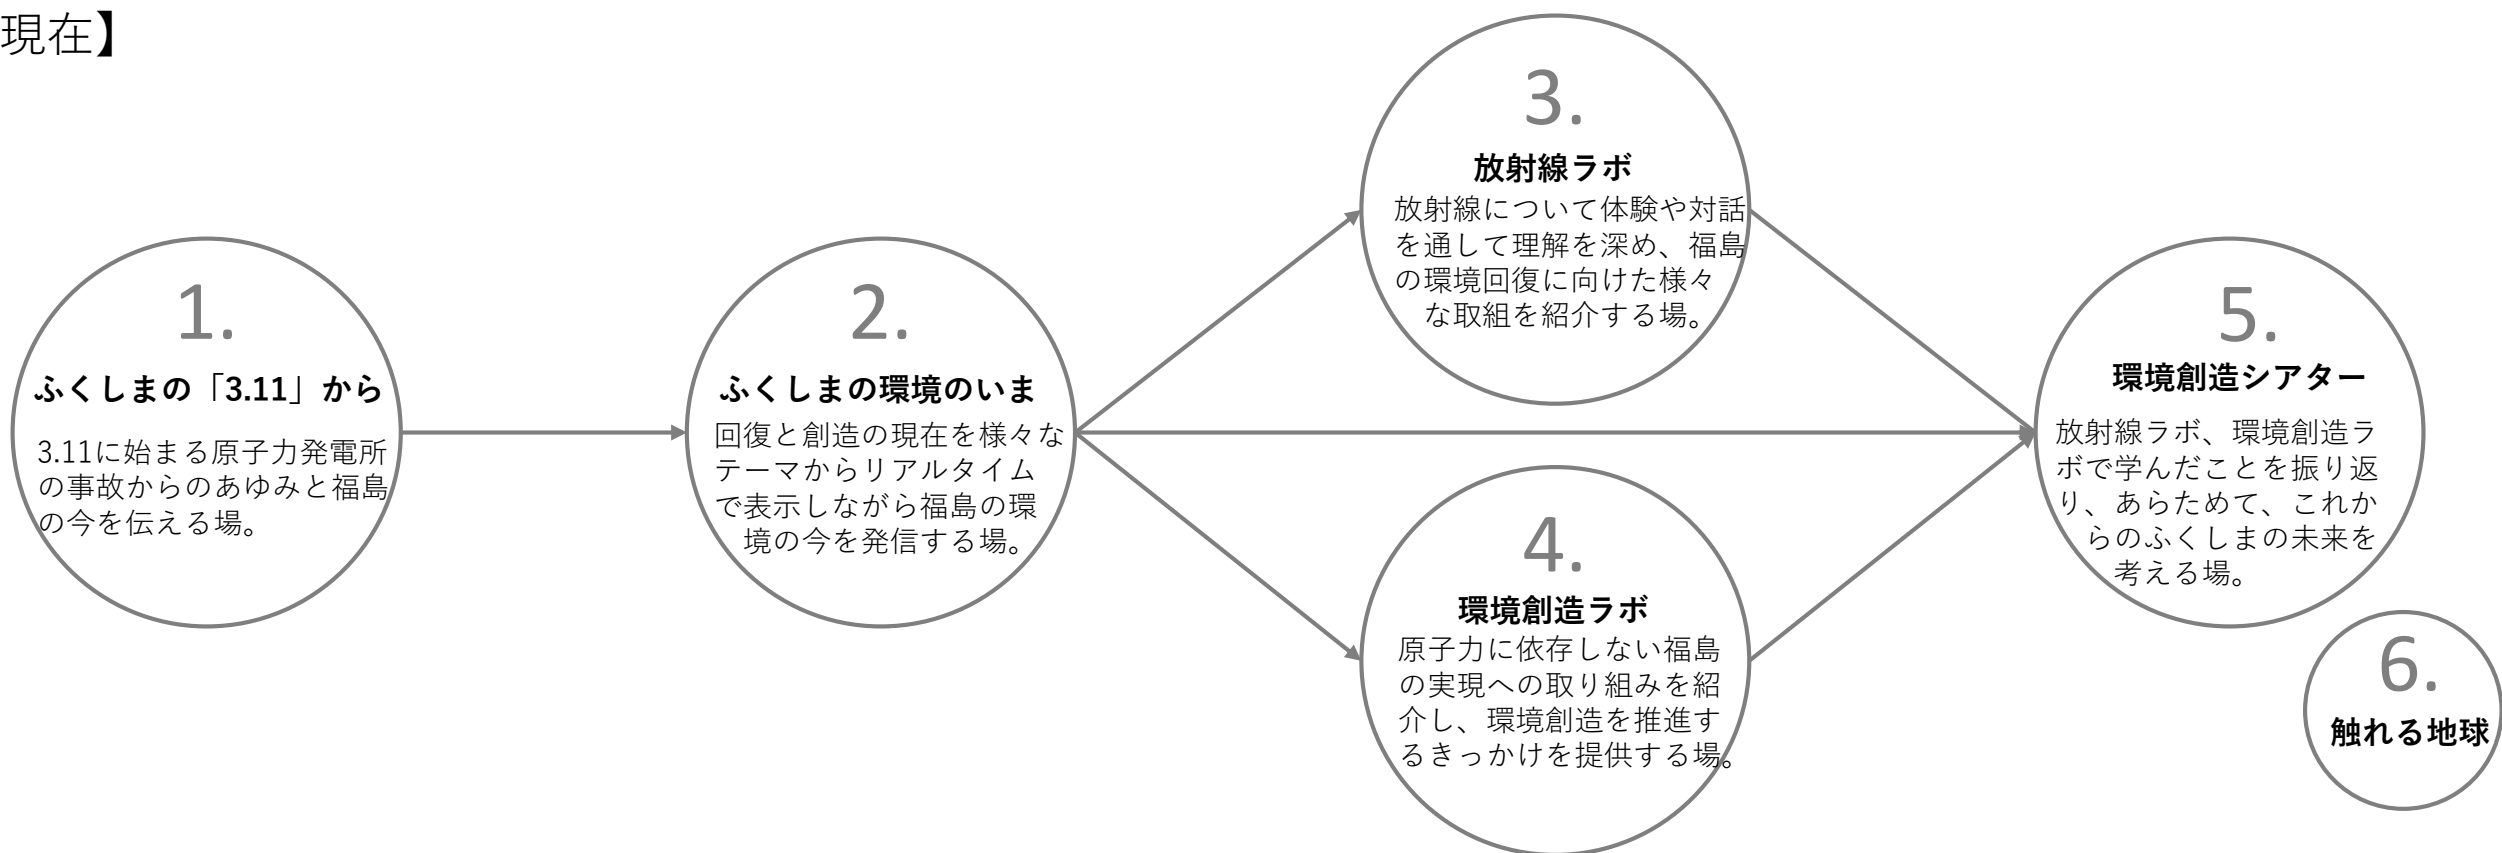 現在】
1.
ふくしまの「3.11」から
3.11に始まる原子力発電所
の事故からのあゆみと福島
の今を伝える場。
2.
ふくしまの環境のいま
回復と創造の現在を様々な
テーマからリアルタイム
で表示しながら福島の環
境の今を発信する場。
3.
放射線ラボ
放射線について体験や対話
を通して理解を深め、福島
の環境回復に向けた様々
な取組を紹介する場。
4.
環境創造ラボ
原子力に依存しない福島
の実現への取り組みを紹
介し、環境創造を推進す
るきっかけを提供する場。
5.
環境創造シアター
放射線ラボ、環境創造ラ
ボで学んだことを振り返
り、あらためて、これか
らのふくしまの未来を
考える場。
6.
触れる地球